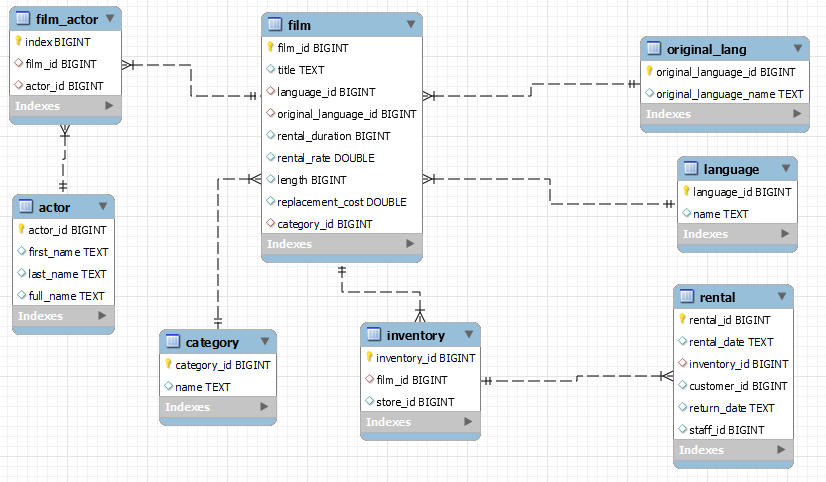 film_actor
index BIGINT
film_id BIGINT
actor_id BIGINT
Indexes
film
film_id BIGINT
title TEXT
language_id BIGINT
original_language_id BIGINT
rental_duration BIGINT
rental_rate DOUBLE
length BIGINT
replacement_cost DOUBLE
category_id BIGINT
Indexes
original_lang
original_language_id BIGINT
original_language_name TEXT
Indexes
language
language_id BIGINT
name TEXT
Indexes
actor
actor_id BIGINT
first_name TEXT
last_name TEXT
full_name TEXT
Indexes
category
category_id BIGINT
name TEXT
Indexes
inventory
inventory_id BIGINT
film_id BIGINT
store_id BIGINT
Indexes
rental
rental_id BIGINT
rental_date TEXT
inventory_id BIGINT
customer_id BIGINT
return_date TEXT
staff_id BIGINT
Indexes